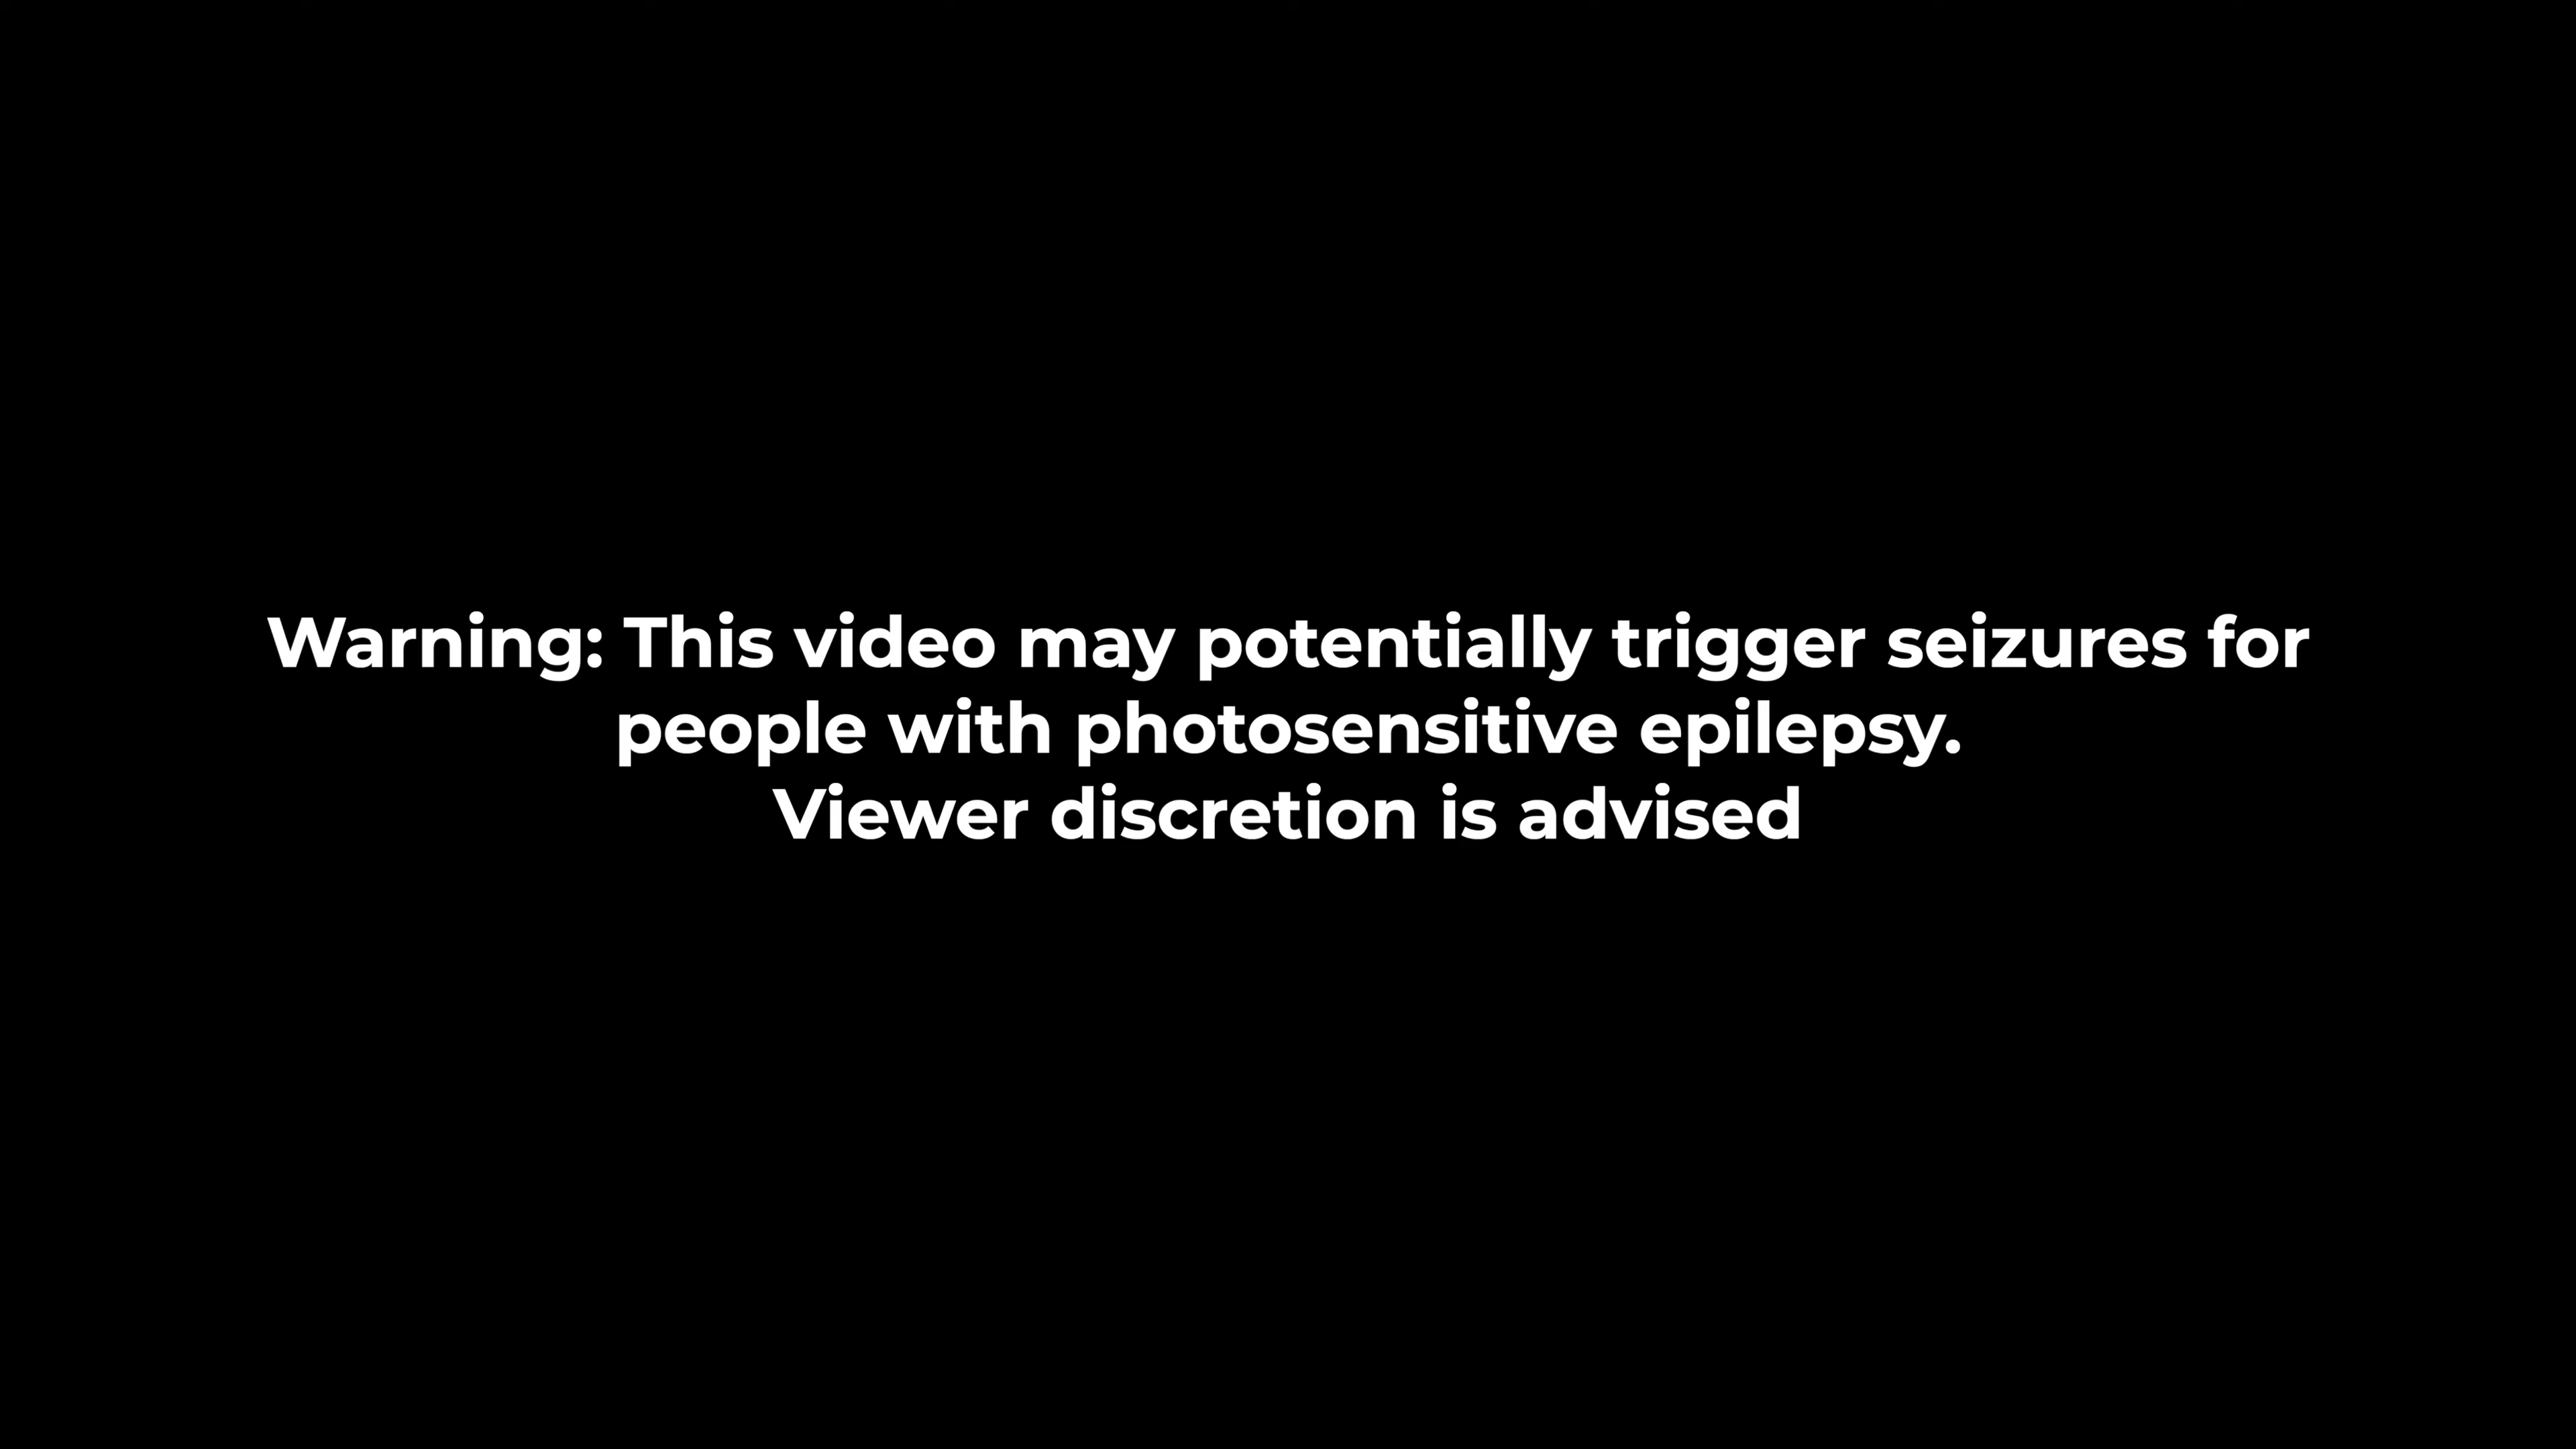 Warning: This video may potentially trigger seizures for
people with photosensitive epilepsy.
Viewer discretion is advised